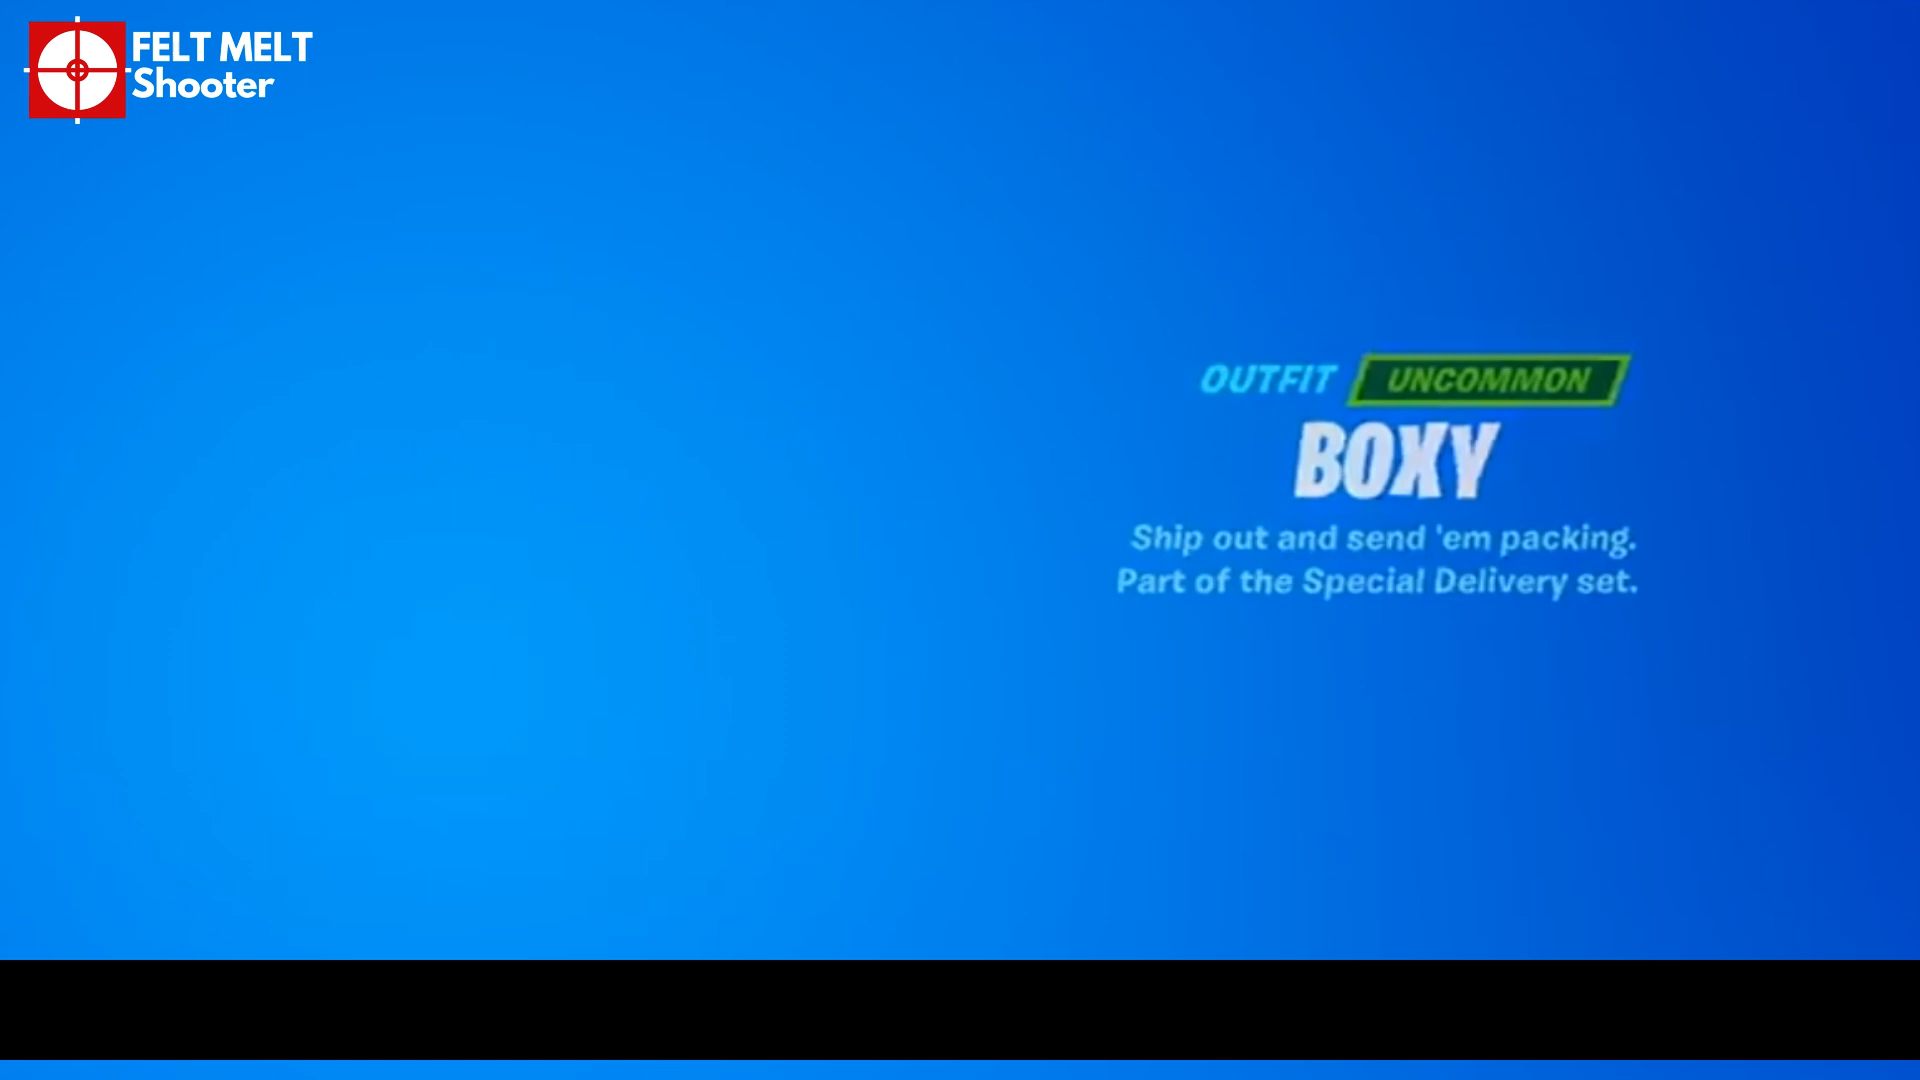 FELT MELT
Shooter
OUTFIT UNCOMMON
BOXY
Ship out and send 'em packing.
Part of the Special Delivery set.